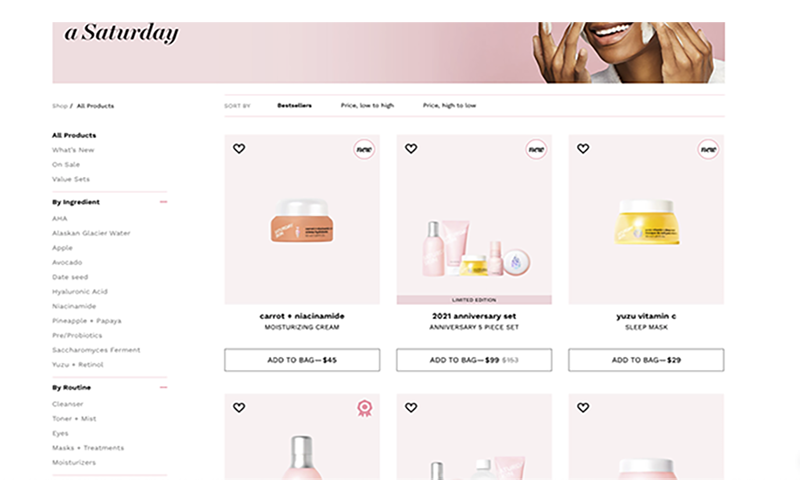 a Saturday
Shop / All Products
SORT BY Bestsellers Price, low to high Price, high to low
All Products
What's New
On Sale
Value Sets
By Ingredient
AHA
Alaskan Glacier Water
Apple
Avocado
Date seed
Hyaluronic Acid
Niacinamide
Pineapple + Papaya
Pre/Probiotics
Saccharomyces Ferment
Yuzu + Retinol
By Routine
Cleanser
Toner + Mist
Eyes
Masks + Treatments
Moisturizers
new
new
new
LIMITED EDITION
carrot + niacinamide
MOISTURIZING CREAM
ADD TO BAG—$45
2021 anniversary set
ANNIVERSARY 5 PIECE SET
ADD TO BAG—$99 $153
yuzu vitamin c
SLEEP MASK
ADD TO BAG—$29